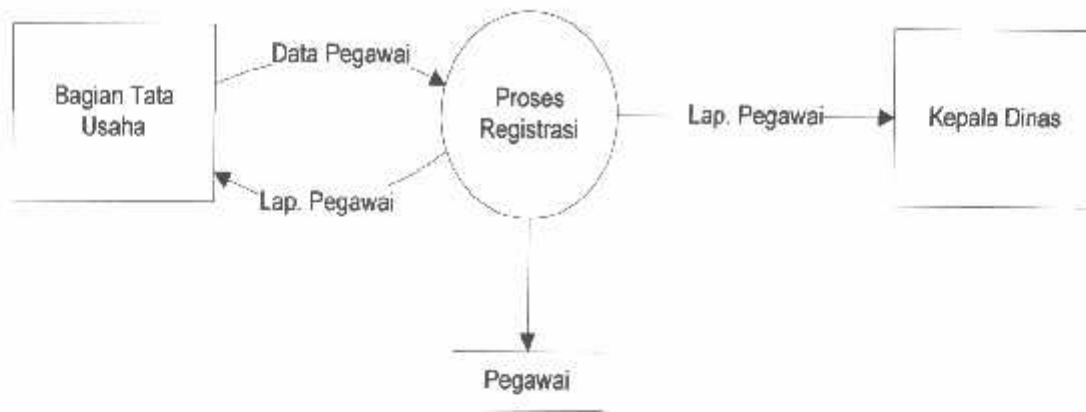 Data Pegawai
Bagian Tata
Usaha
Proses
Registrasi
Lap. Pegawai
Kepala Dinas
Lap. Pegawai
Pegawai